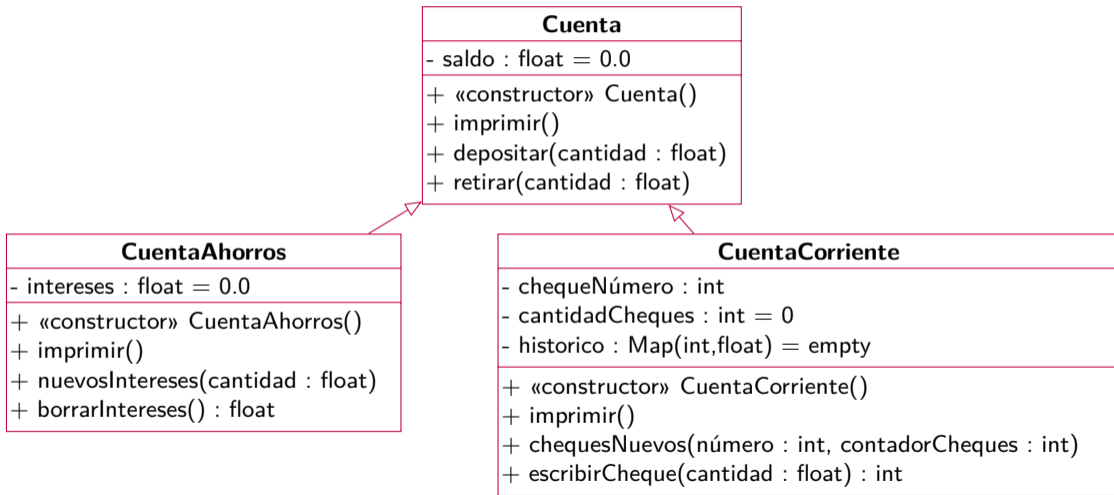 Cuenta
- saldo : float = 0.0
+ «constructor» Cuenta()
+ imprimir()
+ depositar(cantidad : float)
+ retirar(cantidad : float)
CuentaAhorros
- intereses : float = 0.0
+ «constructor» CuentaAhorros()
+ imprimir()
+ nuevosIntereses(cantidad : float)
+ borrarIntereses() : float
CuentaCorriente
- chequeNúmero : int
- cantidadCheques : int = 0
- historico : Map(int,float) = empty
+ «constructor» CuentaCorriente()
+ imprimir()
+ chequesNuevos(número : int, contadorCheques : int)
+ escribirCheque(cantidad : float) : int